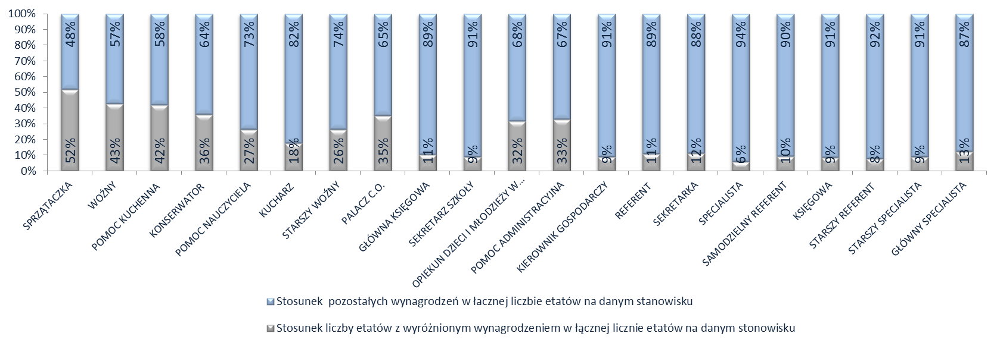 100%
90%
80%
70%
60%
50%
40%
30%
20%
10%
0%
48% 57% 58% 64% 73% 82% 74% 65% 89% 91% 68% 67% 91% 89% 88% 94% 90% 91% 92% 91% 87%
52% 43% 42% 36% 27% 18% 26% 35% 11% 9% 32% 33% 9% 11% 12% 6% 10% 9% 8% 9% 13%
SPRZĄTACZKA
WOŹNY
POMOC KUCHENNA
KONSERWATOR
POMOC NAUCZYCIELA
KUCHARZ
STARSZY WOŹNY
PALACZ C.O.
GŁÓWNA KSIĘGOWA
SEKRETARZ SZKOŁY
OPIEKUN DZIECI I MŁODZIEŻY W...
POMOC ADMINISTRACYJNA
KIEROWNIK GOSPODARCZY
REFERENT
SEKRETARKA
SPECJALISTA
SAMODZIELNY REFERENT
KSIĘGOWA
STARSZY REFERENT
STARSZY SPECJALISTA
GŁÓWNY SPECJALISTA
Stosunek pozostałych wynagrodzeń w łacznej liczbie etatów na danym stanowisku
Stosunek liczby etatów z wyróżnionym wynagrodzeniem w łącznej licznie etatów na danym stonowisku